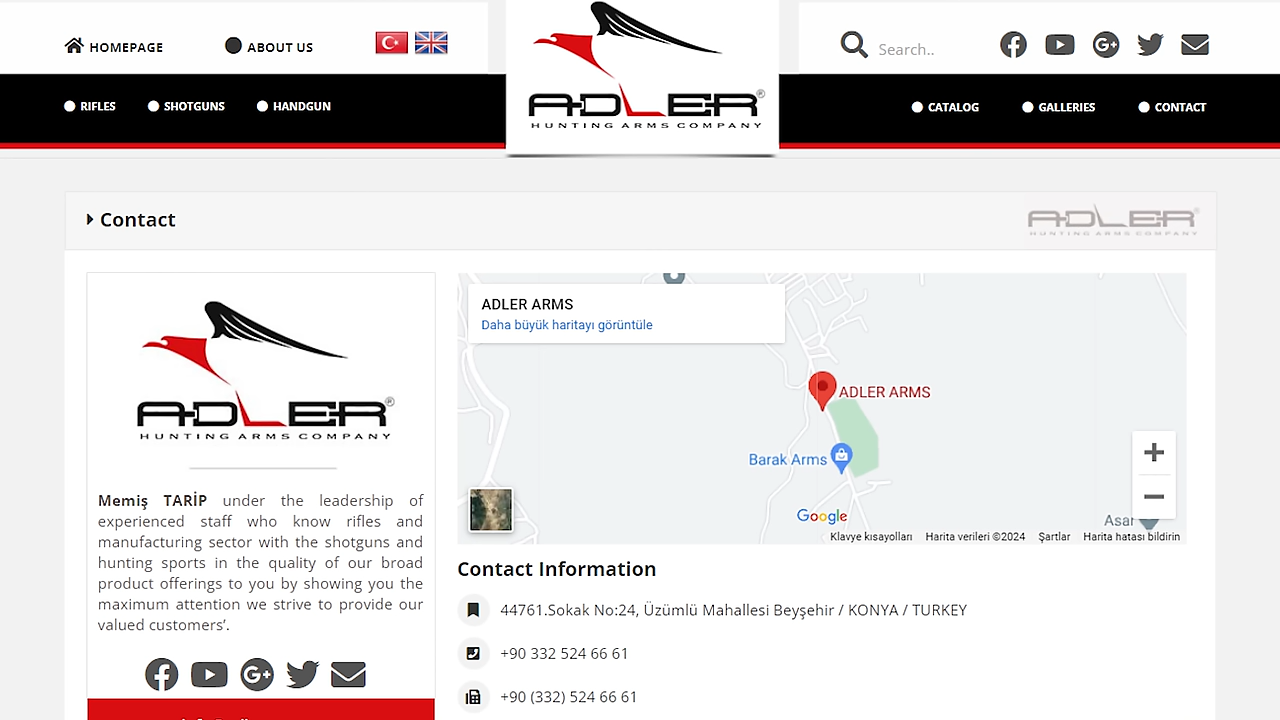 HOMEPAGE
ABOUT US
Search..
RIFLES
SHOTGUNS
HANDGUN
ADLER®
HUNTING ARMS COMPANY
CATALOG
GALLERIES
CONTACT
Contact
ADLER®
HUNTING ARMS COMPANY
ADLER®
HUNTING ARMS COMPANY
Memiş TARİP under the leadership of
experienced staff who know rifles and
manufacturing sector with the shotguns and
hunting sports in the quality of our broad
product offerings to you by showing you the
maximum attention we strive to provide our
valued customers’.
ADLER ARMS
Daha büyük haritayı görüntüle
ADLER ARMS
Barak Arms
Google
Asar
Klavye kısayolları
Harita verileri ©2024
Şartlar
Harita hatası bildirin
Contact Information
44761.Sokak No:24, Üzümlü Mahallesi Beyşehir / KONYA / TURKEY
+90 332 524 66 61
+90 (332) 524 66 61